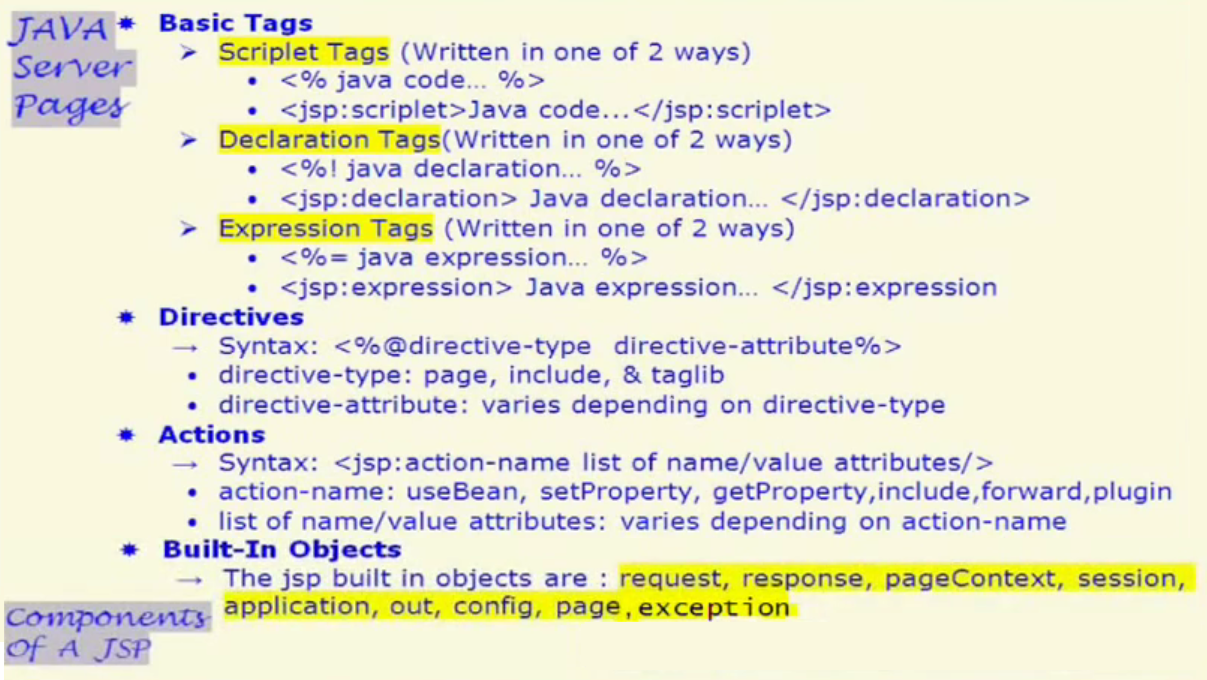 JAVA
Server
Pages
✷ Basic Tags
➢ Scriplet Tags (Written in one of 2 ways)
• <% java code... %>
• <jsp:scriplet>Java code...</jsp:scriplet>
➢ Declaration Tags(Written in one of 2 ways)
• <%! java declaration... %>
• <jsp:declaration> Java declaration... </jsp:declaration>
➢ Expression Tags (Written in one of 2 ways)
• <%= java expression... %>
• <jsp:expression> Java expression... </jsp:expression
✷ Directives
→ Syntax: <%@directive-type directive-attribute%>
• directive-type: page, include, & taglib
• directive-attribute: varies depending on directive-type
✷ Actions
→ Syntax: <jsp:action-name list of name/value attributes/>
• action-name: useBean, setProperty, getProperty,include,forward,plugin
• list of name/value attributes: varies depending on action-name
✷ Built-In Objects
→ The jsp built in objects are : request, response, pageContext, session,
application, out, config, page,exception
Components
Of A JSP